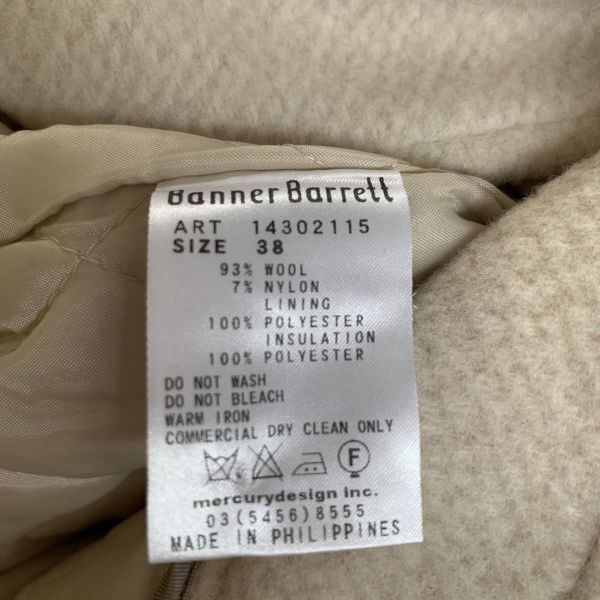 Banner Barrett
ART 14302115
SIZE 38
93% WOOL
7% NYLON
LINING
100% POLYESTER
INSULATION
100% POLYESTER
DO NOT WASH
DO NOT BLEACH
WARM IRON
COMMERCIAL DRY CLEAN ONLY
F
mercurydesign inc.
03(5456)8555
MADE IN PHILIPPINES